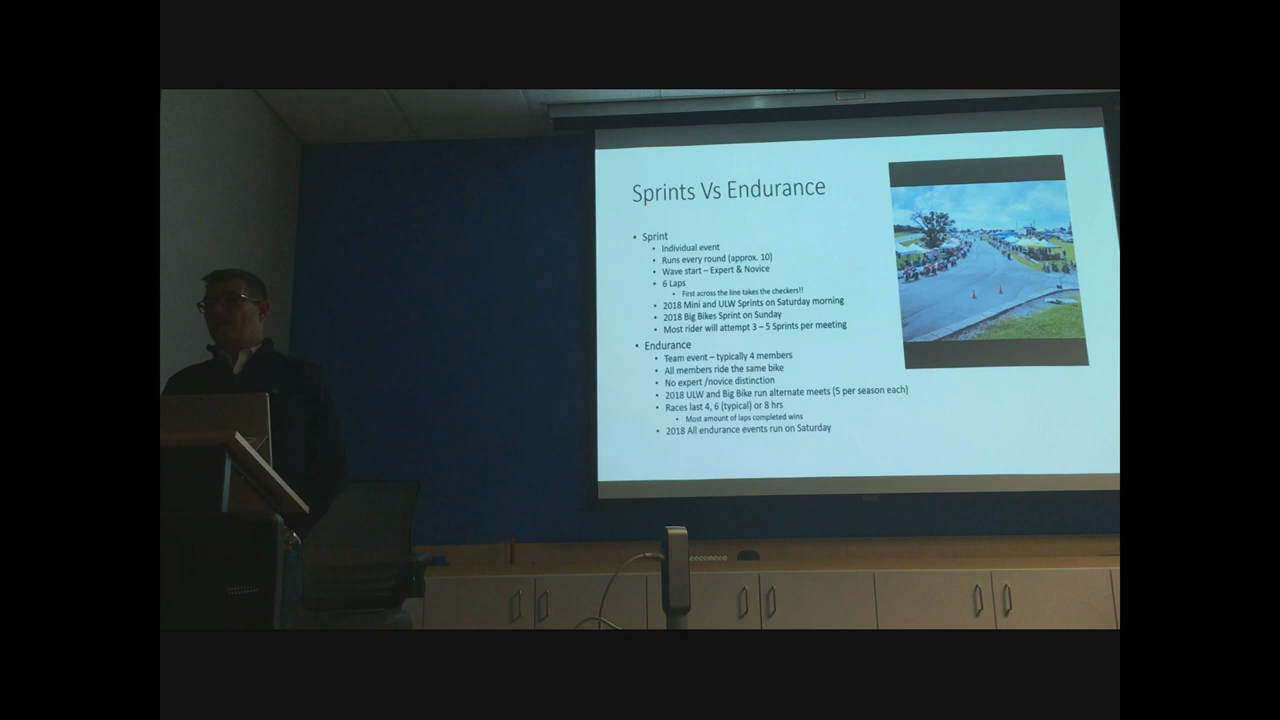 Sprints Vs Endurance
• Sprint
• Individual event
• Runs every round (approx. 10)
• Wave start – Expert & Novice
• 6 Laps
• First across the line takes the checkers!!
• 2018 Mini and ULW Sprints on Saturday morning
• 2018 Big Bikes Sprint on Sunday
• Most rider will attempt 3 – 5 Sprints per meeting
• Endurance
• Team event – typically 4 members
• All members ride the same bike
• No expert /novice distinction
• 2018 ULW and Big Bike run alternate meets (5 per season each)
• Races last 4, 6 (typical) or 8 hrs
• Most amount of laps completed wins
• 2018 All endurance events run on Saturday